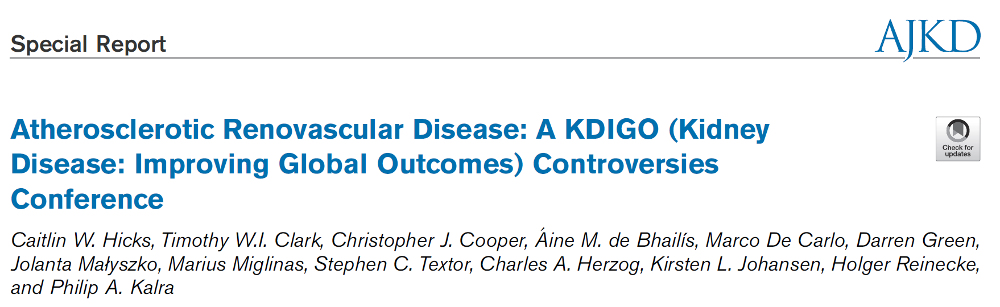 Special Report
AJKD
Atherosclerotic Renovascular Disease: A KDIGO (Kidney
Disease: Improving Global Outcomes) Controversies
Conference
Check for
updates
Caitlin W. Hicks, Timothy W.I. Clark, Christopher J. Cooper, Áine M. de Bhailís, Marco De Carlo, Darren Green,
Jolanta Małyszko, Marius Miglinas, Stephen C. Textor, Charles A. Herzog, Kirsten L. Johansen, Holger Reinecke,
and Philip A. Kalra